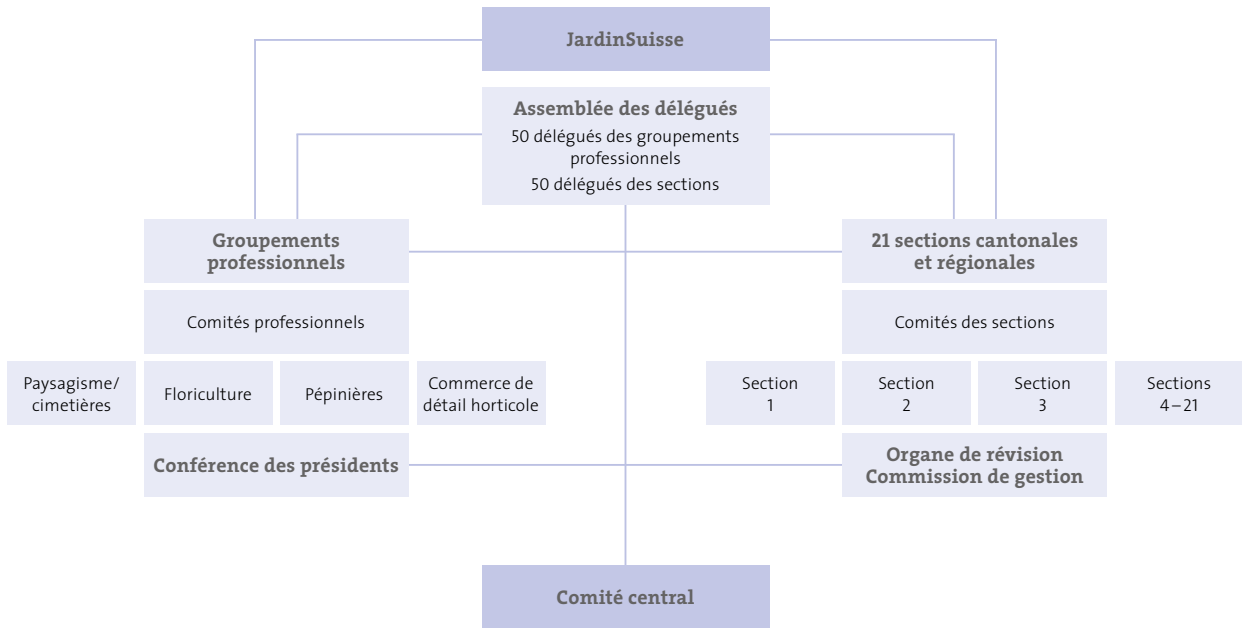 JardinSuisse
Assemblée des délégués
50 délégués des groupements
professionnels
50 délégués des sections
Groupements
professionnels
21 sections cantonales
et régionales
Comités professionnels
Comités des sections
Paysagisme/
cimetières
Floriculture
Pépinières
Commerce de
détail horticole
Section
1
Section
2
Section
3
Sections
4–21
Conférence des présidents
Organe de révision
Commission de gestion
Comité central